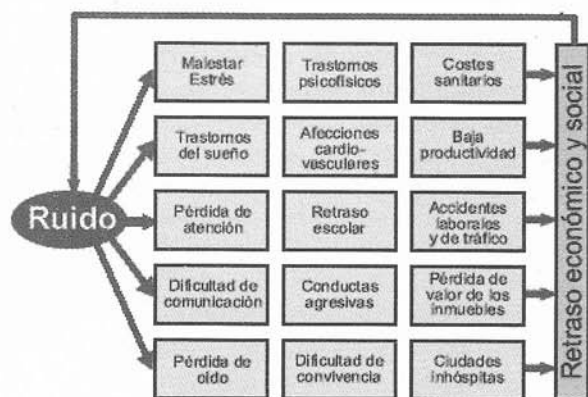 Malestar
Estrés
Trastornos
psicofísicos
Costes
sanitarios
Trastornos
del sueño
Afecciones
cardio-
vasculares
Baja
productividad
Ruido
Pérdida de
atención
Retraso
escolar
Accidentes
laborales
y de tráfico
Dificultad de
comunicación
Conductas
agresivas
Pérdida de
valor de los
inmuebles
Pérdida de
oído
Dificultad de
convivencia
Ciudades
inhóspitas
Retraso económico y social